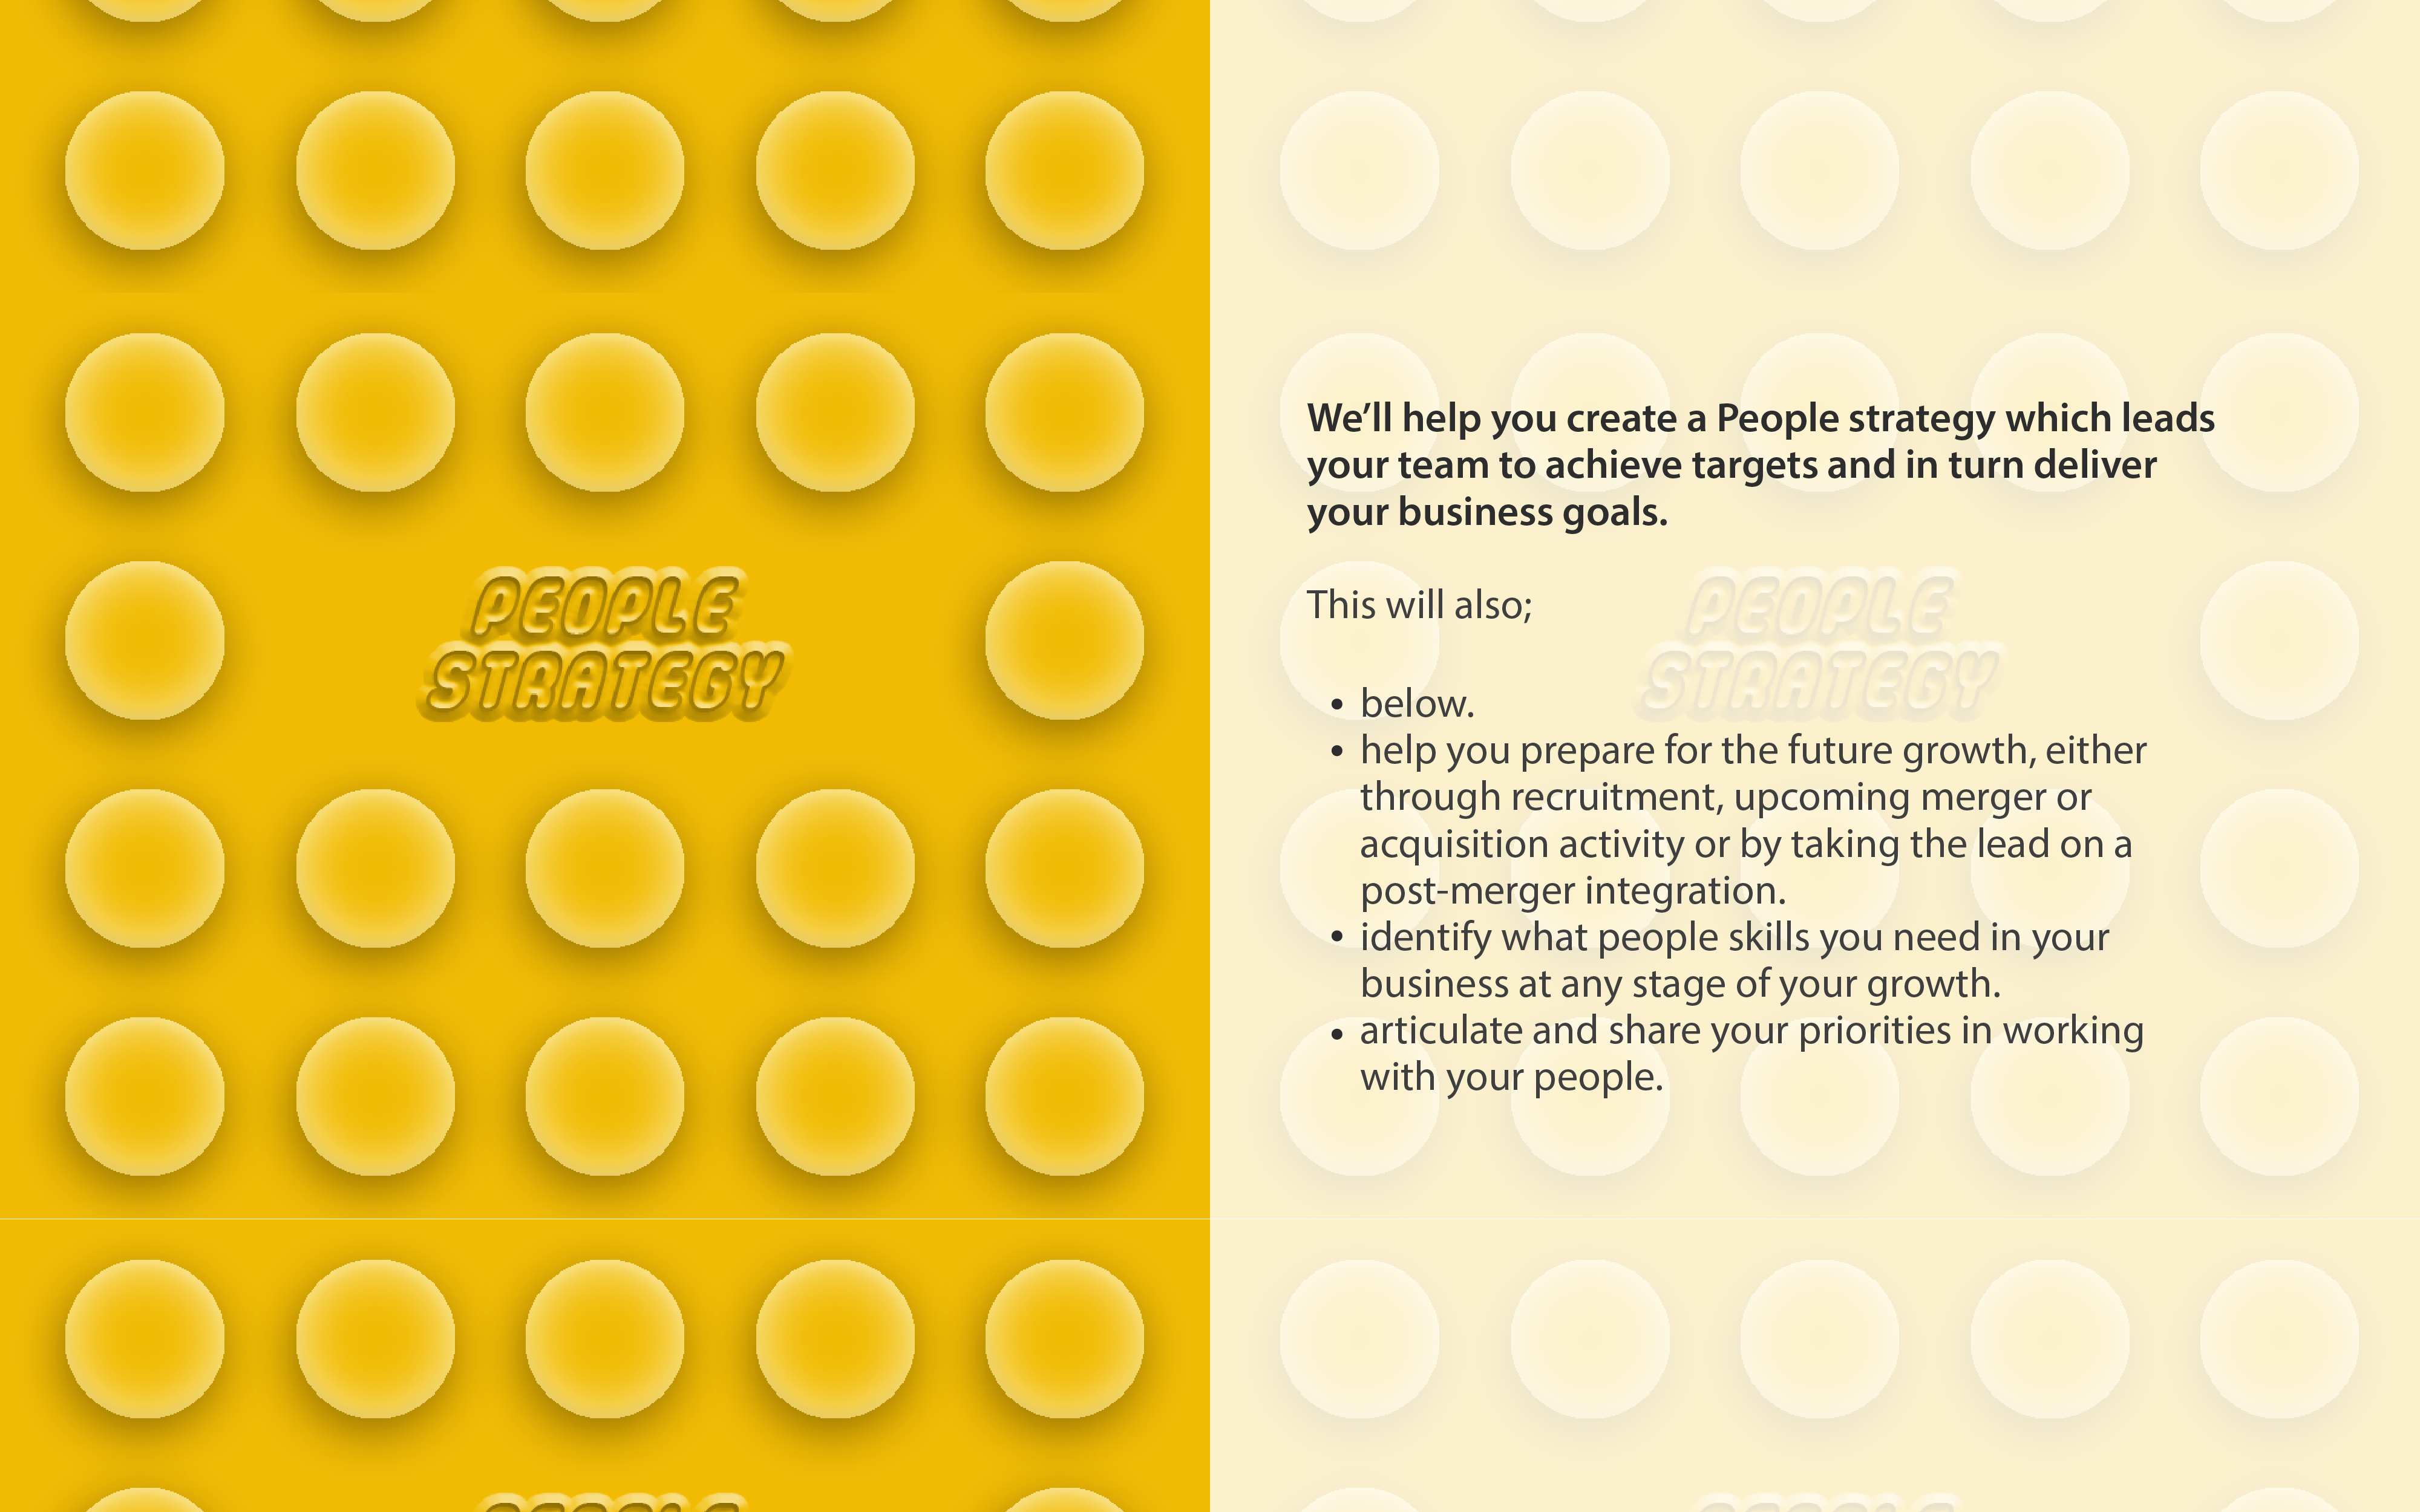 PEOPLE
STRATEGY
We’ll help you create a People strategy which leads
your team to achieve targets and in turn deliver
your business goals.
This will also;
PEOPLE
STRATEGY
• below.
• help you prepare for the future growth, either
through recruitment, upcoming merger or
acquisition activity or by taking the lead on a
post-merger integration.
• identify what people skills you need in your
business at any stage of your growth.
• articulate and share your priorities in working
with your people.